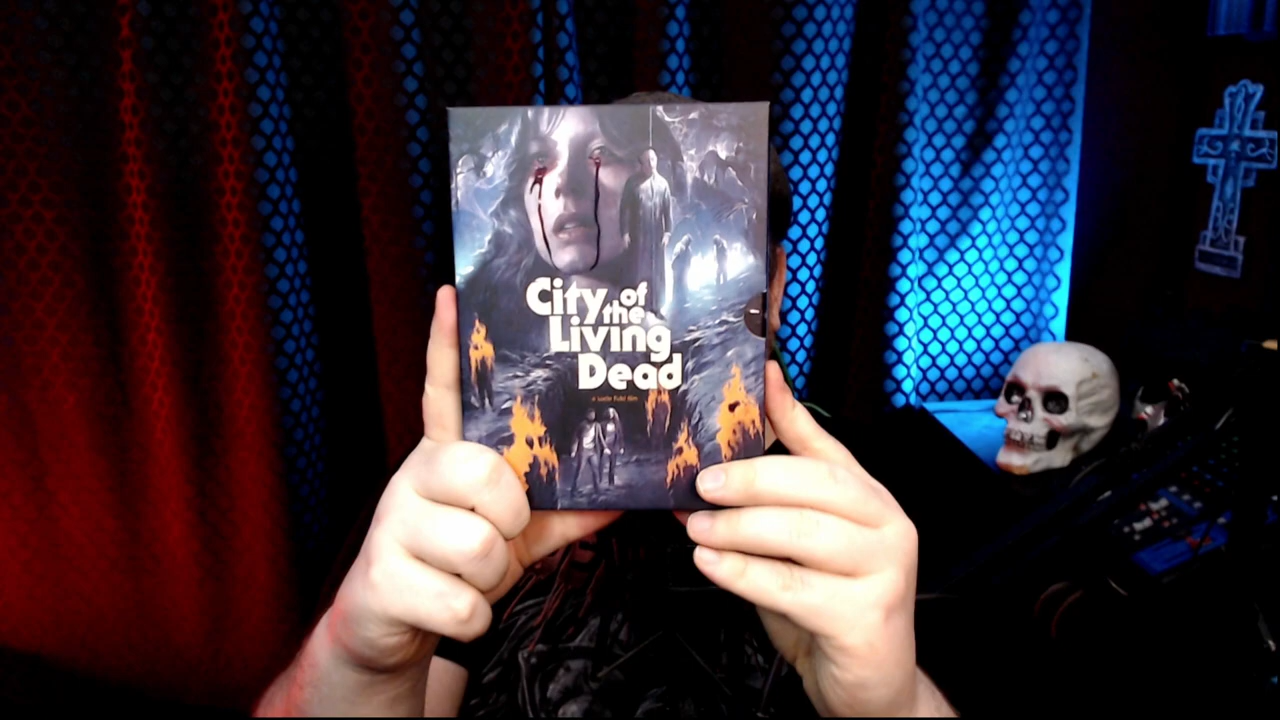 City of
the
Living
Dead
a Lucio Fulci film